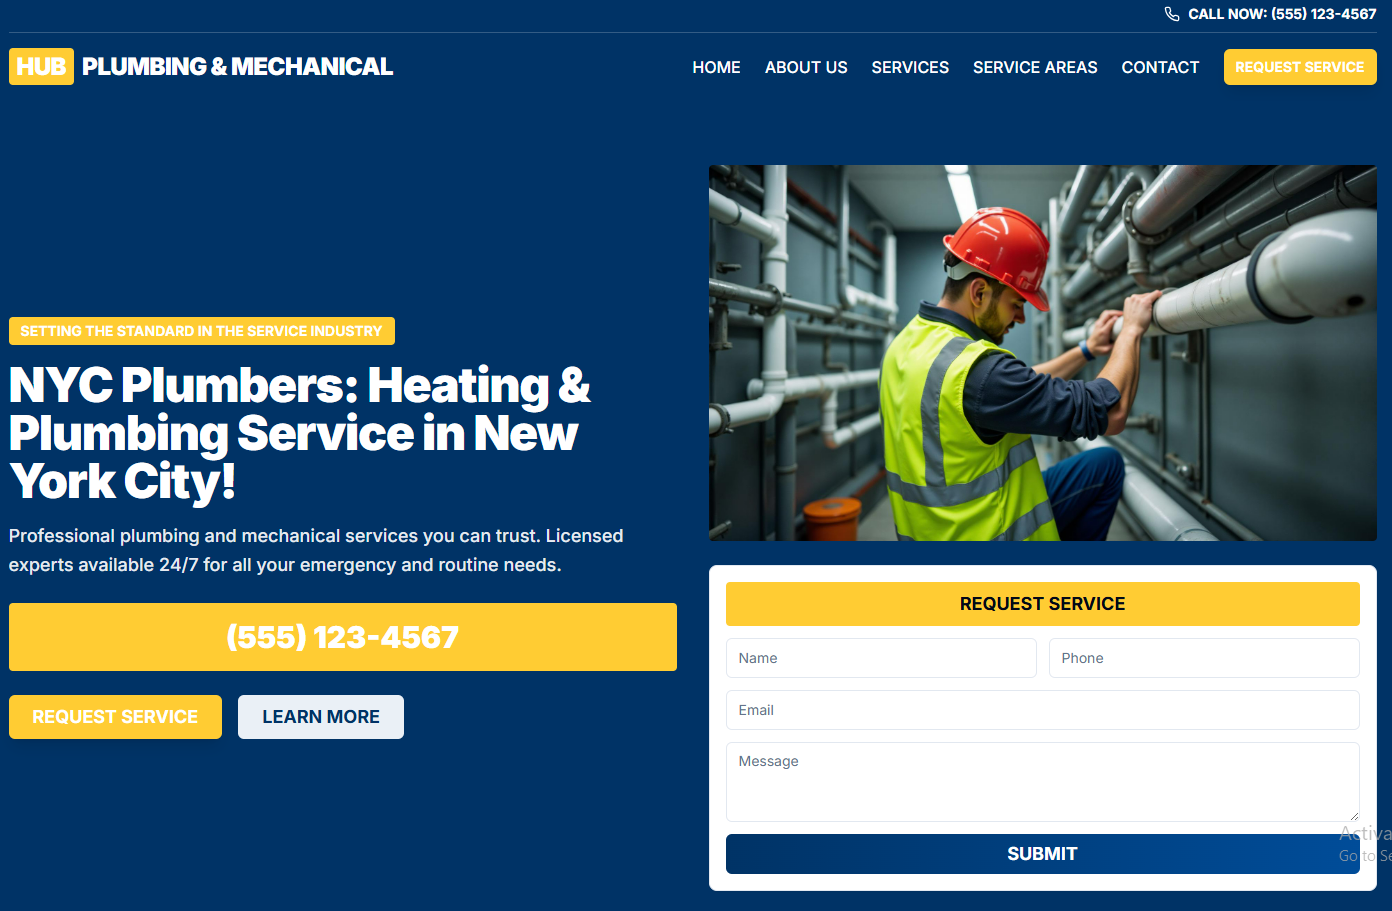 CALL NOW: (555) 123-4567
HUB PLUMBING & MECHANICAL
HOME ABOUT US SERVICES SERVICE AREAS CONTACT REQUEST SERVICE
SETTING THE STANDARD IN THE SERVICE INDUSTRY
NYC Plumbers: Heating &
Plumbing Service in New
York City!
Professional plumbing and mechanical services you can trust. Licensed
experts available 24/7 for all your emergency and routine needs.
(555) 123-4567
REQUEST SERVICE LEARN MORE
REQUEST SERVICE
Name Phone
Email
Message
SUBMIT
Activa
Go to Se